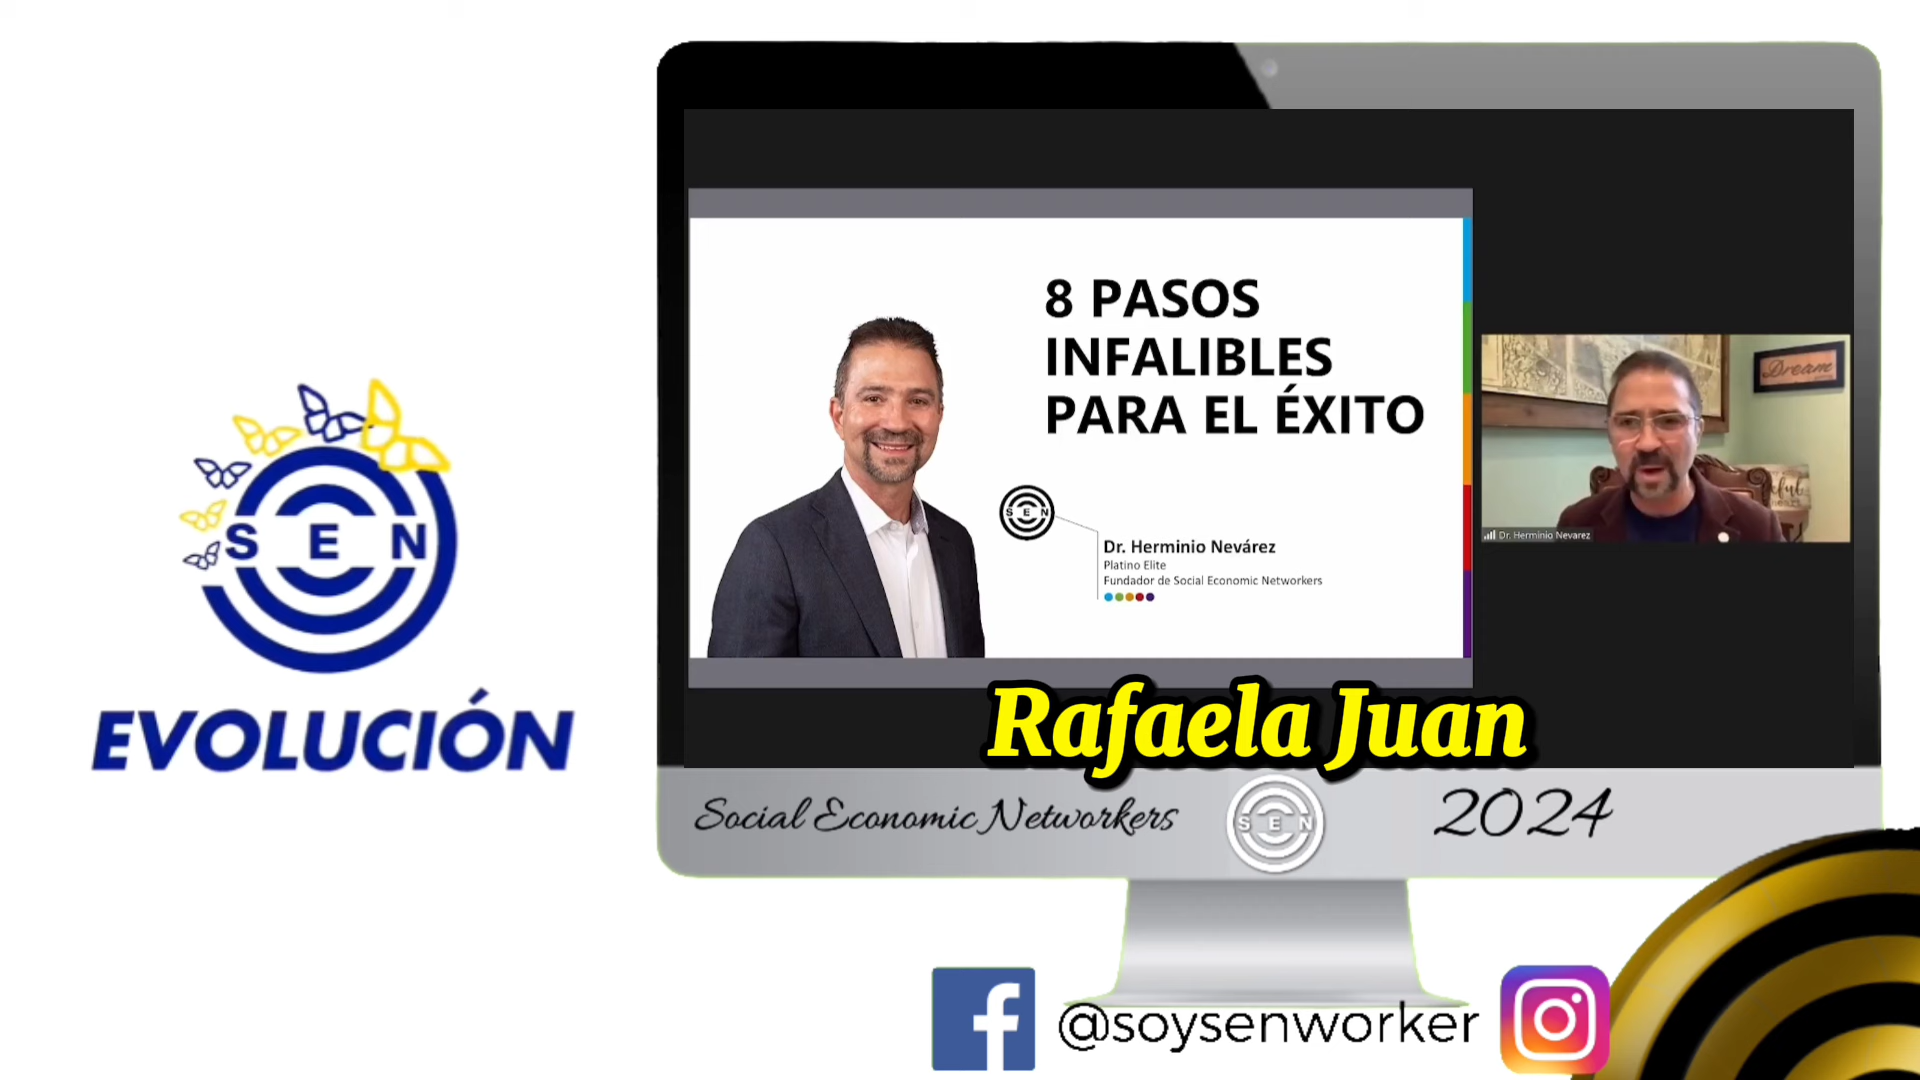 S E N
EVOLUCIÓN
8 PASOS
INFALIBLES
PARA EL ÉXITO
S E N
Dr. Herminio Nevárez
Platino Elite
Fundador de Social Economic Networkers
Dream
Dr. Herminio Nevarez
Rafaela Juan
Social Economic Networkers
S E N
2024
@soysenworker